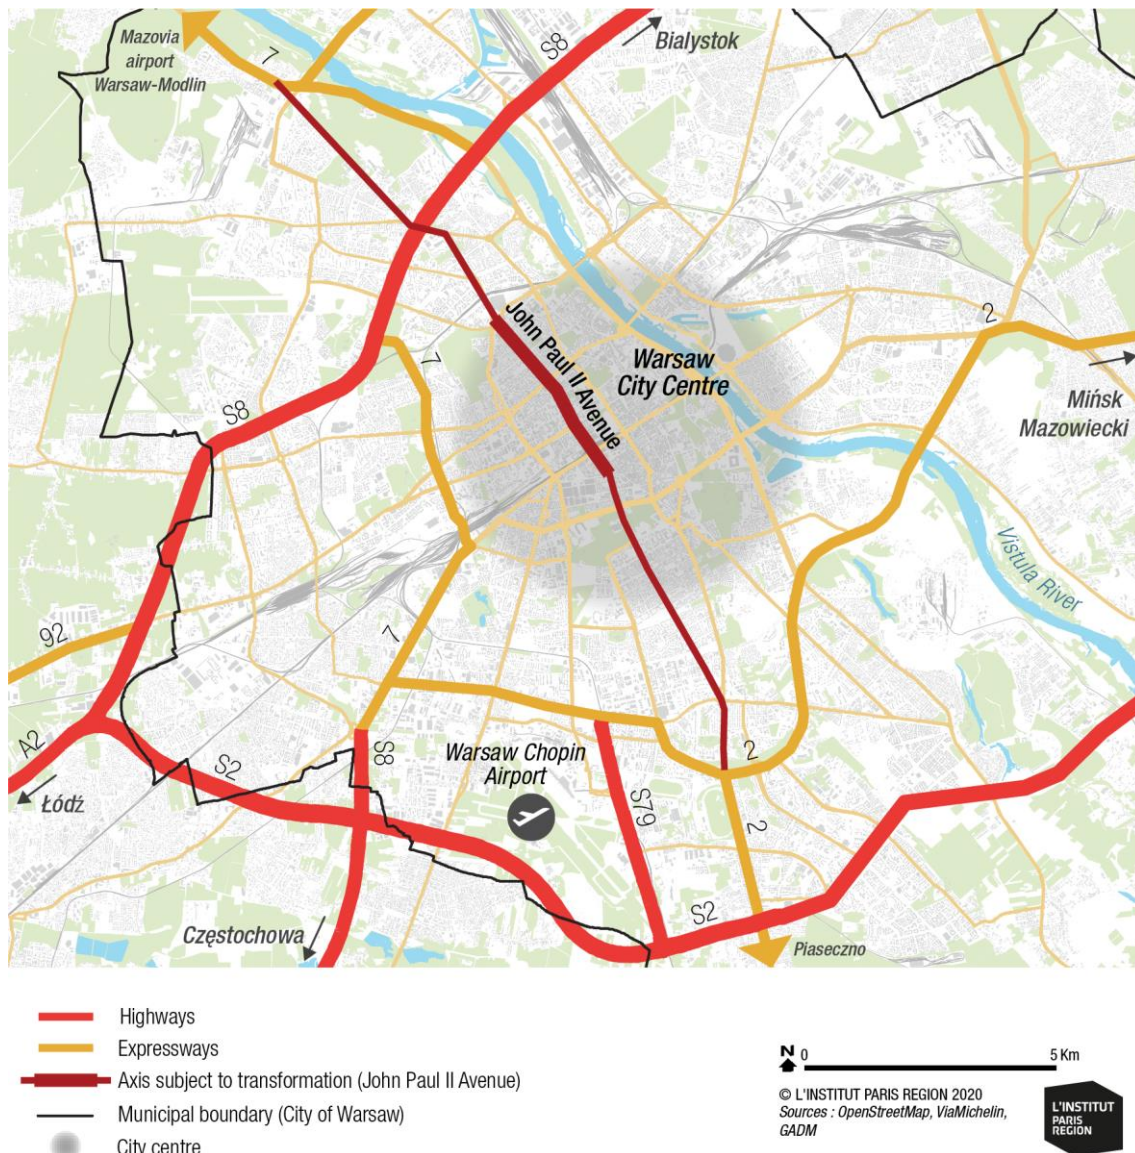 Mazovia
airport
Warsaw-Modlin
7
S8
Bialystok
John Paul II Avenue
Warsaw
City Centre
7
2
Mińsk
Mazowiecki
S8
Vistula River
92
7
A2
Łódź
S2
S8
Warsaw Chopin
Airport
S79
2
2
S2
Częstochowa
Piaseczno
Highways
Expressways
Axis subject to transformation (John Paul II Avenue)
Municipal boundary (City of Warsaw)
City centre
N 0 5 Km
© L'INSTITUT PARIS REGION 2020
Sources : OpenStreetMap, ViaMichelin,
GADM
L'INSTITUT
PARIS
REGION